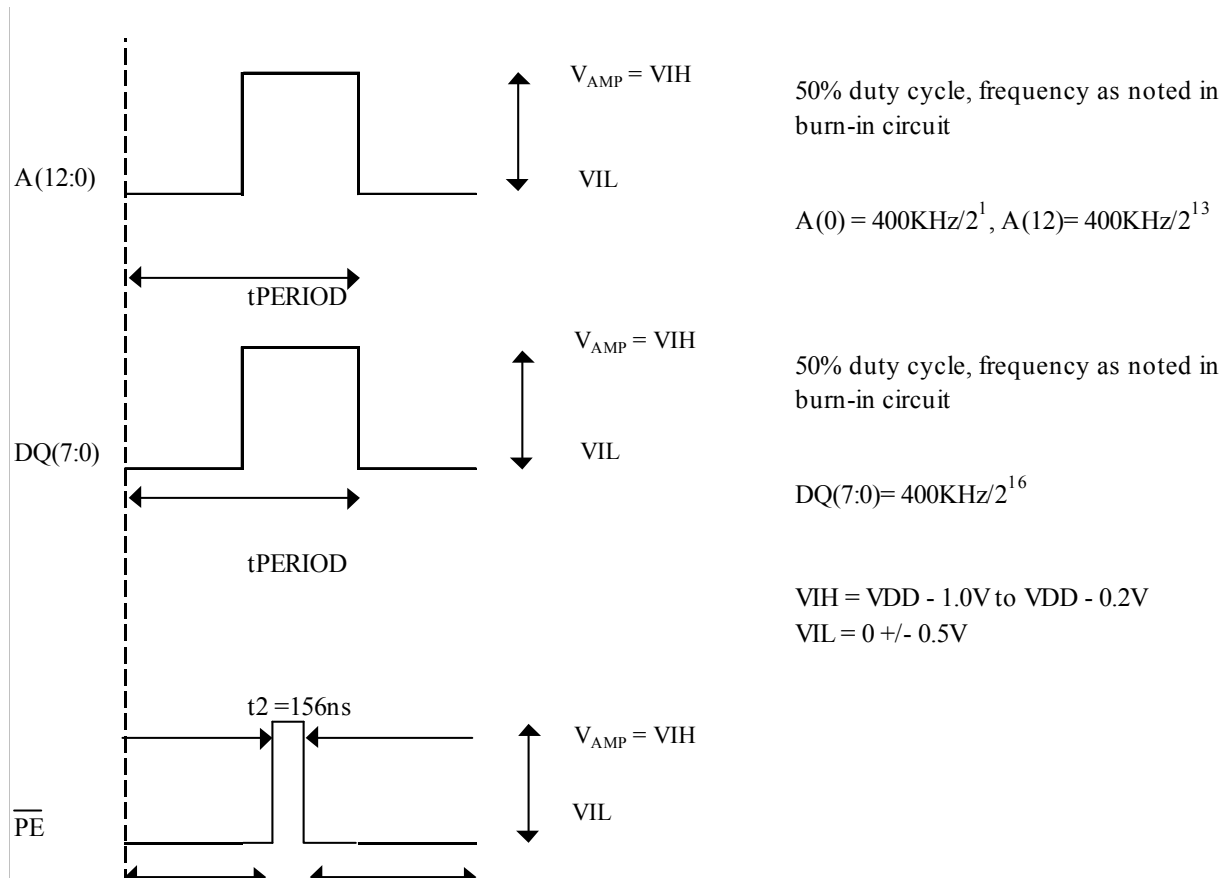 V_AMP = VIH
50% duty cycle, frequency as noted in
burn-in circuit
A(12:0)
VIL
A(0) = 400KHz/2^1, A(12)= 400KHz/2^13
tPERIOD
V_AMP = VIH
50% duty cycle, frequency as noted in
burn-in circuit
DQ(7:0)
VIL
DQ(7:0)= 400KHz/2^16
tPERIOD
VIH = VDD - 1.0V to VDD - 0.2V
VIL = 0 +/- 0.5V
t2 =156ns
V_AMP = VIH
P̅E̅
VIL